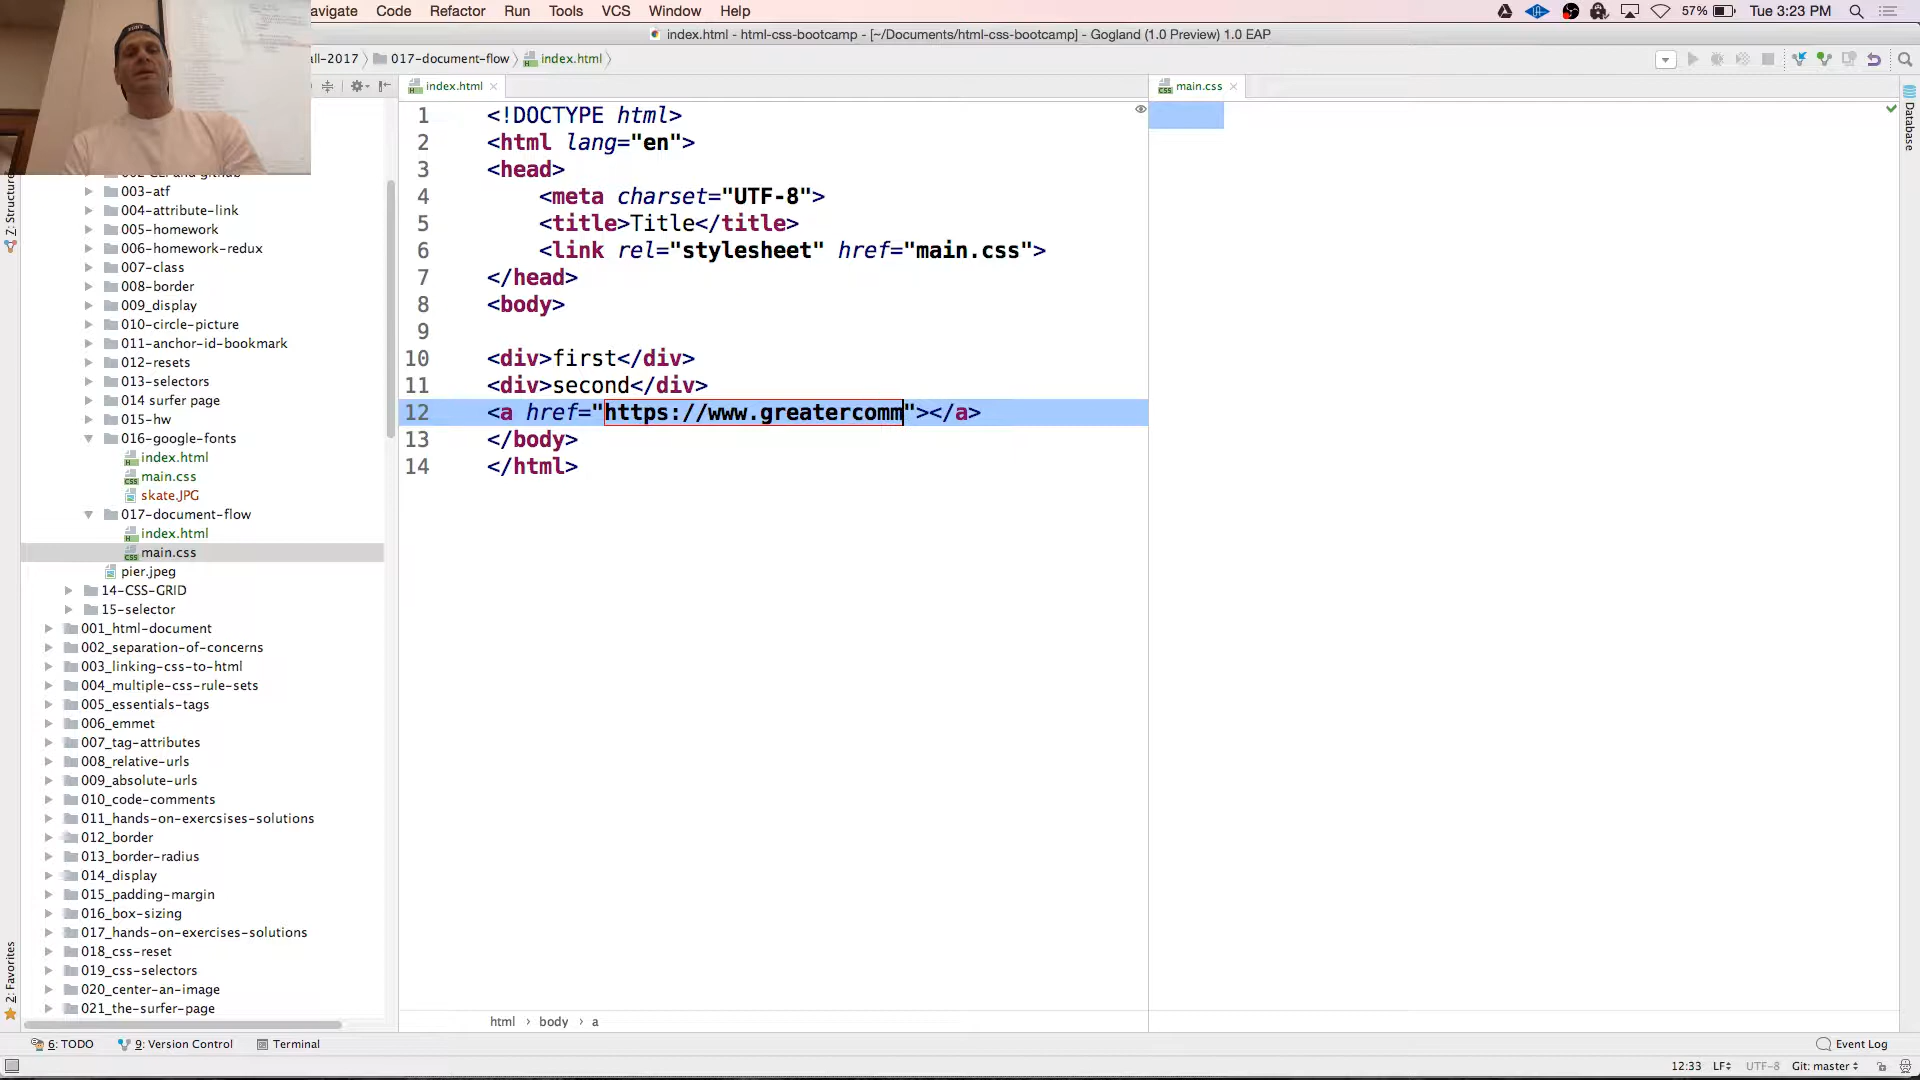 avigate Code Refactor Run Tools VCS Window Help 57% Tue 3:23 PM
index.html - html-css-bootcamp - [~/Documents/html-css-bootcamp] - Gogland (1.0 Preview) 1.0 EAP
all-2017 017-document-flow index.html
index.html
main.css
Z: Structure
Database
002-CLI and github
003-atf
004-attribute-link
005-homework
006-homework-redux
007-class
008-border
009_display
010-circle-picture
011-anchor-id-bookmark
012-resets
013-selectors
014 surfer page
015-hw
016-google-fonts
index.html
main.css
skate.JPG
017-document-flow
index.html
main.css
pier.jpeg
14-CSS-GRID
15-selector
001_html-document
002_separation-of-concerns
003_linking-css-to-html
004_multiple-css-rule-sets
005_essentials-tags
006_emmet
007_tag-attributes
008_relative-urls
009_absolute-urls
010_code-comments
011_hands-on-exercsises-solutions
012_border
013_border-radius
014_display
015_padding-margin
016_box-sizing
017_hands-on-exercises-solutions
018_css-reset
019_css-selectors
020_center-an-image
021_the-surfer-page
2: Favorites
1 <!DOCTYPE html>
2 <html lang="en">
3 <head>
4 <meta charset="UTF-8">
5 <title>Title</title>
6 <link rel="stylesheet" href="main.css">
7 </head>
8 <body>
9
10 <div>first</div>
11 <div>second</div>
12 <a href="https://www.greatercomm"></a>
13 </body>
14 </html>
html › body › a
6: TODO 9: Version Control Terminal Event Log
12:33 LF UTF-8 Git: master